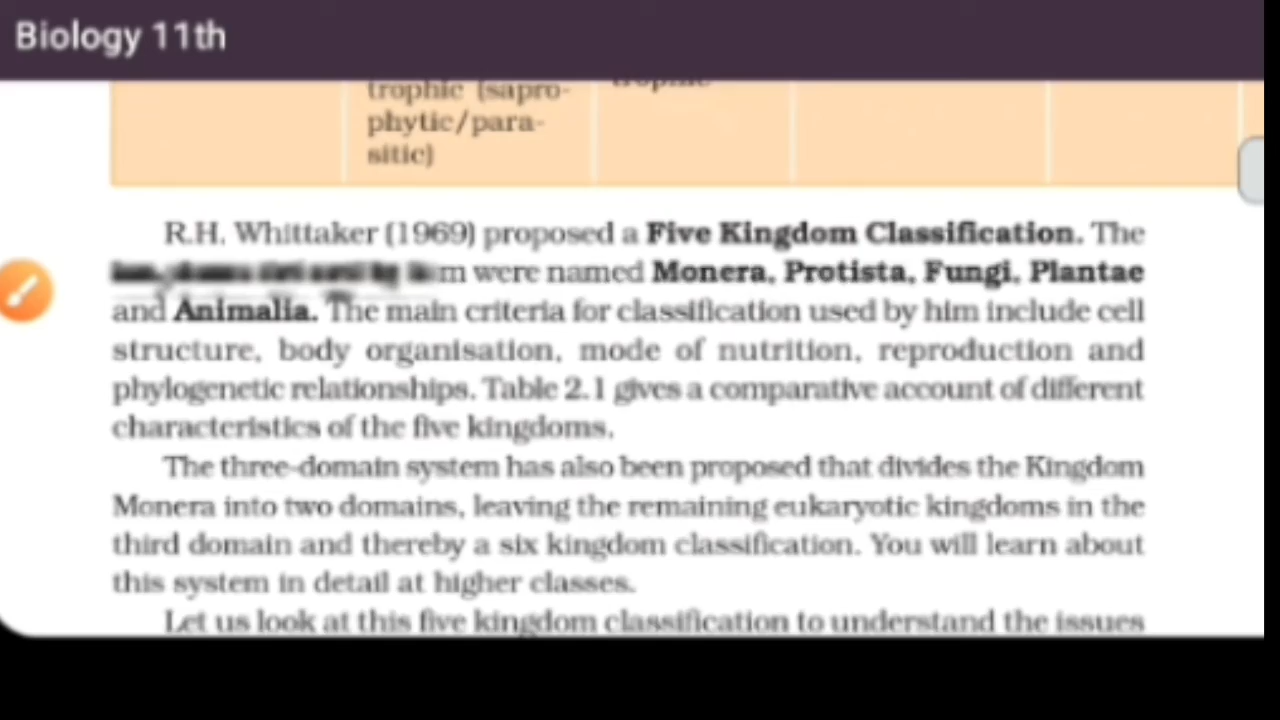 Biology 11th
trophic (sapro-
phytic/para-
sitic)
R.H. Whittaker (1969) proposed a Five Kingdom Classification. The
were named Monera, Protista, Fungi, Plantae
and Animalia. The main criteria for classification used by him include cell
structure, body organisation, mode of nutrition, reproduction and
phylogenetic relationships. Table 2.1 gives a comparative account of different
characteristics of the five kingdoms.
The three-domain system has also been proposed that divides the Kingdom
Monera into two domains, leaving the remaining eukaryotic kingdoms in the
third domain and thereby a six kingdom classification. You will learn about
this system in detail at higher classes.
Let us look at this five kingdom classification to understand the issues